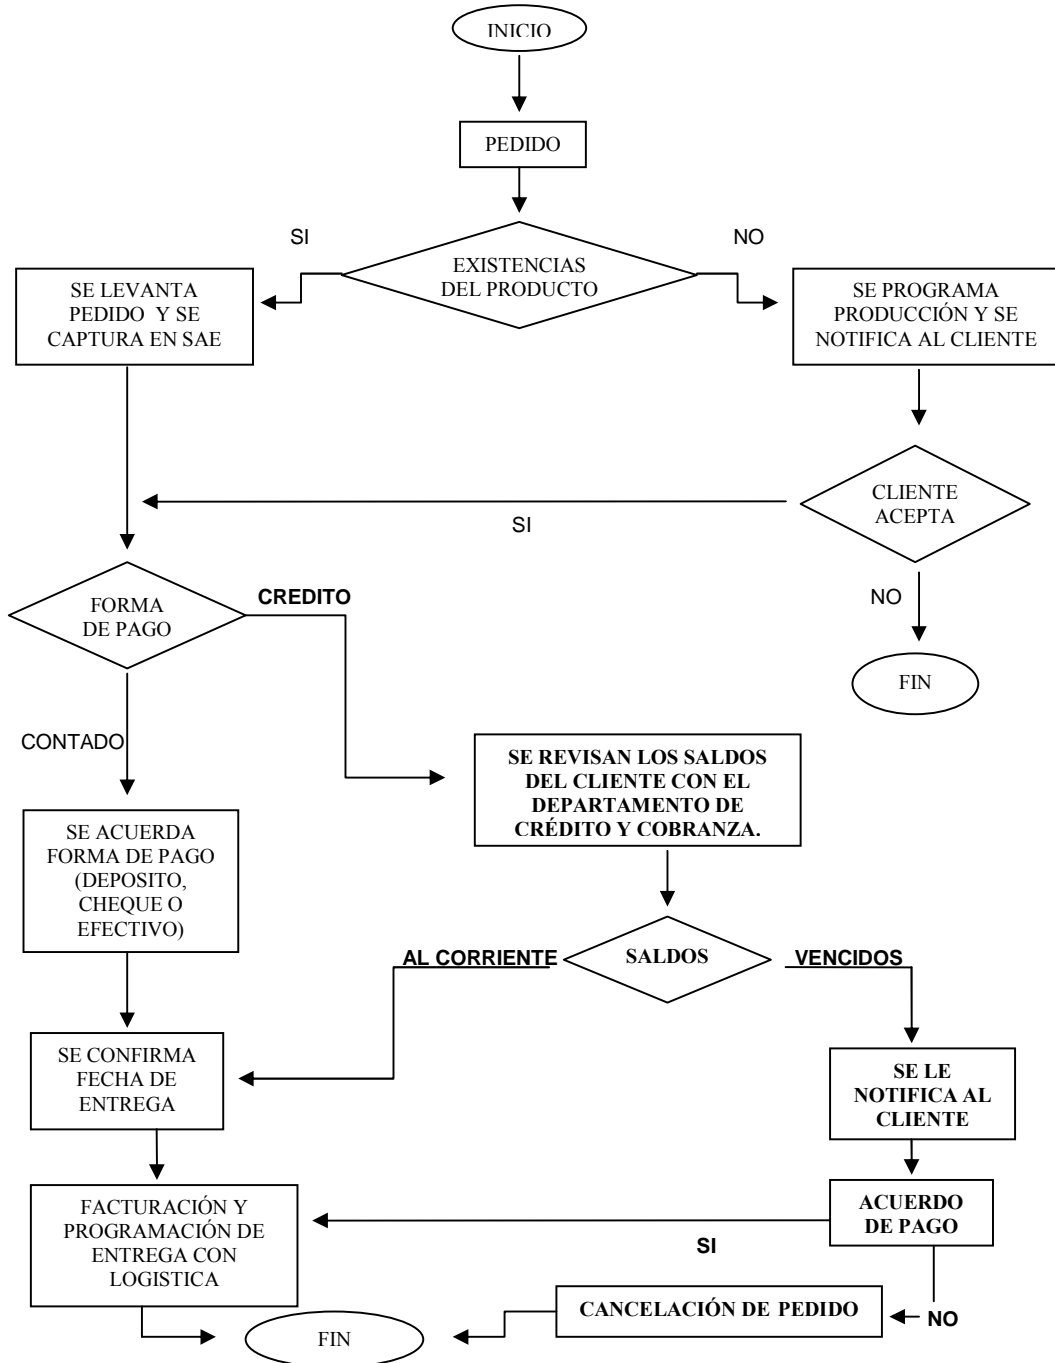 INICIO
PEDIDO
SI
NO
EXISTENCIAS
DEL PRODUCTO
SE LEVANTA
PEDIDO Y SE
CAPTURA EN SAE
SE PROGRAMA
PRODUCCIÓN Y SE
NOTIFICA AL CLIENTE
CLIENTE
ACEPTA
SI
NO
FIN
FORMA
DE PAGO
CREDITO
CONTADO
SE REVISAN LOS SALDOS
DEL CLIENTE CON EL
DEPARTAMENTO DE
CRÉDITO Y COBRANZA.
SE ACUERDA
FORMA DE PAGO
(DEPOSITO,
CHEQUE O
EFECTIVO)
AL CORRIENTE
SALDOS
VENCIDOS
SE CONFIRMA
FECHA DE
ENTREGA
SE LE
NOTIFICA AL
CLIENTE
FACTURACIÓN Y
PROGRAMACIÓN DE
ENTREGA CON
LOGISTICA
ACUERDO
DE PAGO
SI
NO
CANCELACIÓN DE PEDIDO
FIN